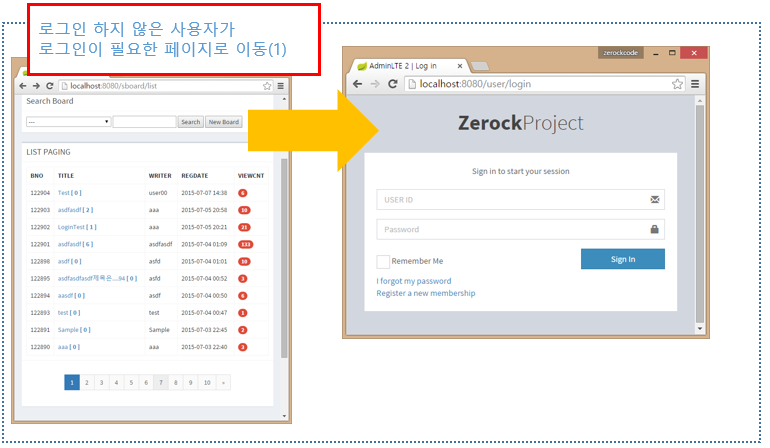 로그인 하지 않은 사용자가
로그인이 필요한 페이지로 이동(1)
localhost:8080/sboard/list
Search Board
---
Search
New Board
LIST PAGING
BNO TITLE WRITER REGDATE VIEWCNT
122904 Test [ 0 ] user00 2015-07-07 14:38 6
122903 asdfasdf [ 2 ] aaa 2015-07-05 20:58 10
122902 LoginTest [ 1 ] aaa 2015-07-05 20:21 21
122901 asdfasdf [ 6 ] asdfasdf 2015-07-04 01:09 133
122898 asdf [ 0 ] asfd 2015-07-04 01:01 10
122895 asdfasdfasdf제목은....94 [ 0 ] asfd 2015-07-04 00:52 3
122894 aasdf [ 0 ] asdf 2015-07-04 00:50 6
122893 test [ 0 ] test 2015-07-04 00:47 1
122891 Sample [ 0 ] Sample 2015-07-03 22:45 2
122890 aaa [ 0 ] aaa 2015-07-03 22:40 3
1 2 3 4 5 6 7 8 9 10 »
zerockcode
AdminLTE 2 | Log in
localhost:8080/user/login
ZerockProject
Sign in to start your session
USER ID
Password
Remember Me
Sign In
I forgot my password
Register a new membership